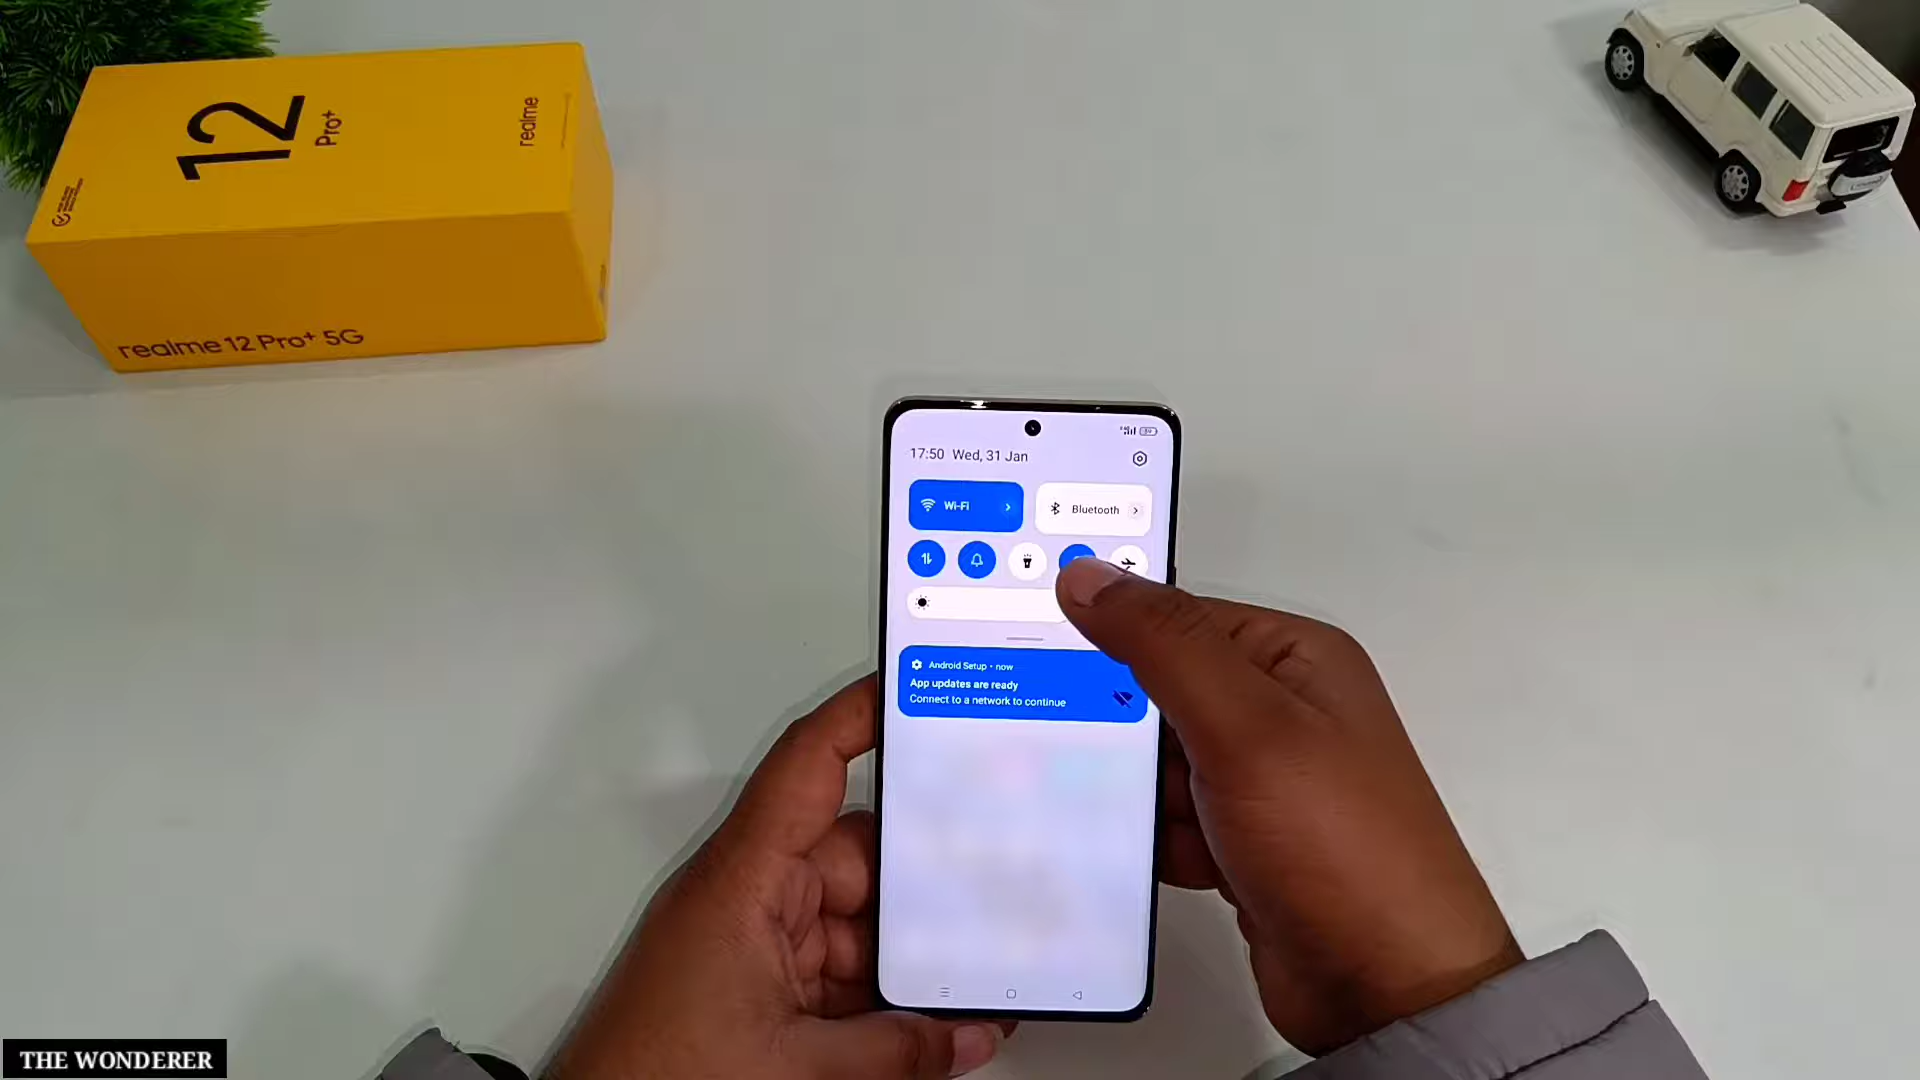 12
Pro+
realme
realme 12 Pro+ 5G
17:50 Wed, 31 Jan
Wi-Fi
Bluetooth
Android Setup • now
App updates are ready
Connect to a network to continue
THE WONDERER